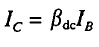 I_C = β_dc I_B